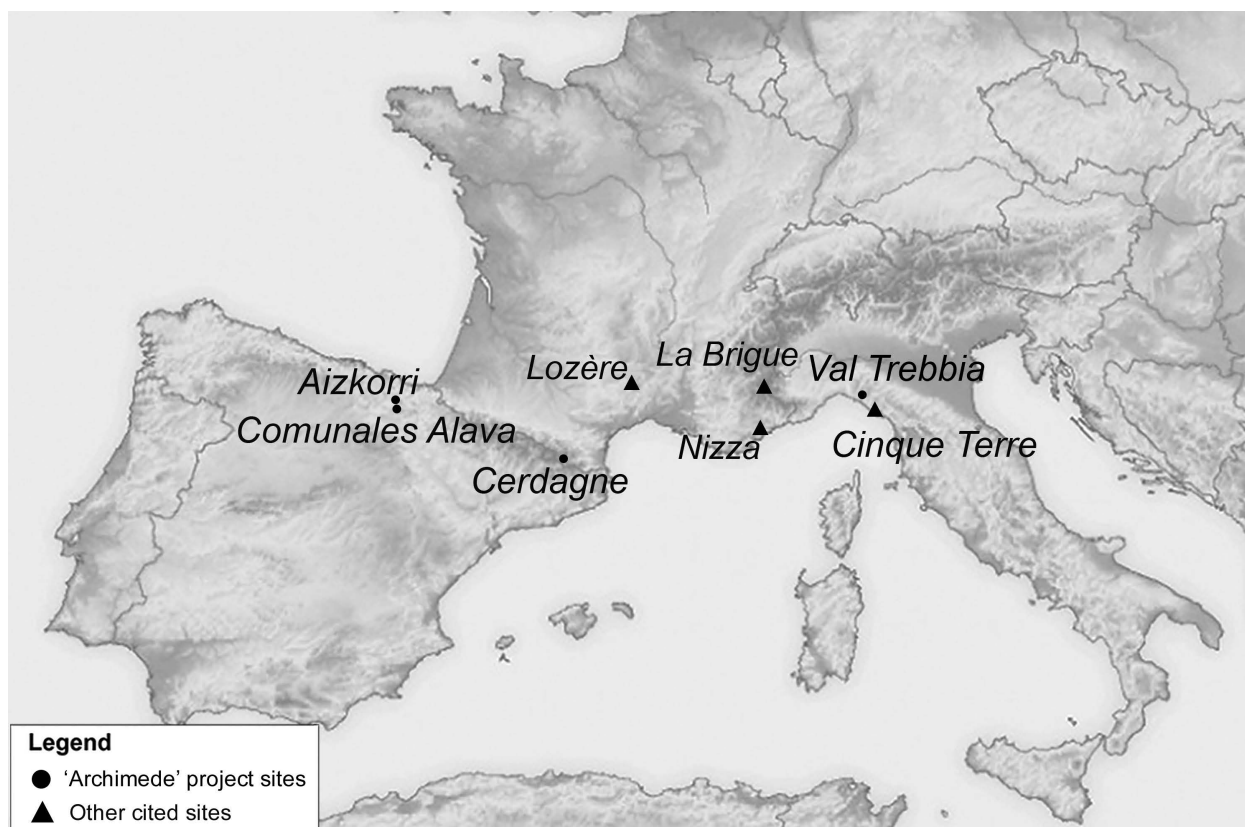 La Brigue
Lozère
Val Trebbia
Aizkorri
Comunales Alava
Nizza
Cinque Terre
Cerdagne
Legend
‘Archimede’ project sites
Other cited sites